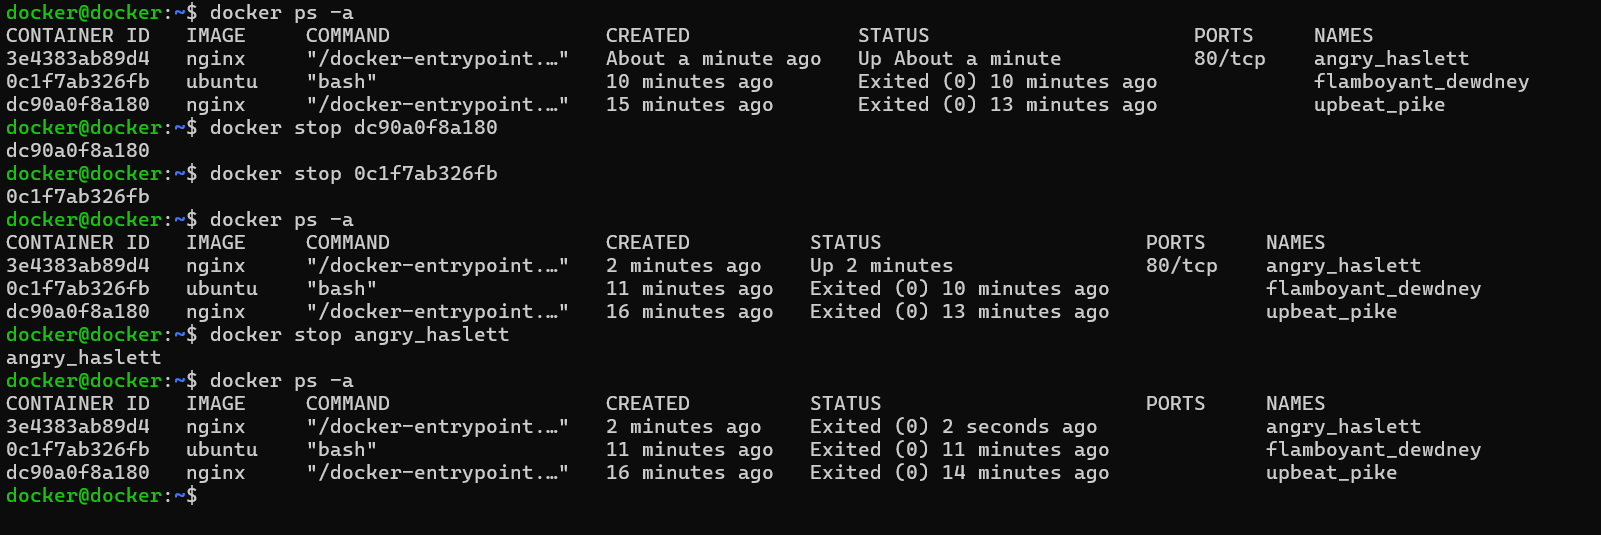 docker@docker:~$ docker ps -a
CONTAINER ID   IMAGE     COMMAND                  CREATED              STATUS                      PORTS     NAMES
3e4383ab89d4   nginx     "/docker-entrypoint.…"   About a minute ago   Up About a minute           80/tcp    angry_haslett
0c1f7ab326fb   ubuntu    "bash"                   10 minutes ago       Exited (0) 10 minutes ago             flamboyant_dewdney
dc90a0f8a180   nginx     "/docker-entrypoint.…"   15 minutes ago       Exited (0) 13 minutes ago             upbeat_pike
docker@docker:~$ docker stop dc90a0f8a180
dc90a0f8a180
docker@docker:~$ docker stop 0c1f7ab326fb
0c1f7ab326fb
docker@docker:~$ docker ps -a
CONTAINER ID   IMAGE     COMMAND                  CREATED          STATUS                      PORTS     NAMES
3e4383ab89d4   nginx     "/docker-entrypoint.…"   2 minutes ago    Up 2 minutes                80/tcp    angry_haslett
0c1f7ab326fb   ubuntu    "bash"                   11 minutes ago   Exited (0) 10 minutes ago             flamboyant_dewdney
dc90a0f8a180   nginx     "/docker-entrypoint.…"   16 minutes ago   Exited (0) 13 minutes ago             upbeat_pike
docker@docker:~$ docker stop angry_haslett
angry_haslett
docker@docker:~$ docker ps -a
CONTAINER ID   IMAGE     COMMAND                  CREATED          STATUS                      PORTS     NAMES
3e4383ab89d4   nginx     "/docker-entrypoint.…"   2 minutes ago    Exited (0) 2 seconds ago              angry_haslett
0c1f7ab326fb   ubuntu    "bash"                   11 minutes ago   Exited (0) 11 minutes ago             flamboyant_dewdney
dc90a0f8a180   nginx     "/docker-entrypoint.…"   16 minutes ago   Exited (0) 14 minutes ago             upbeat_pike
docker@docker:~$